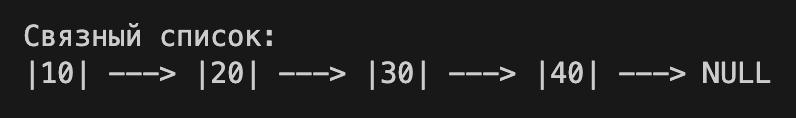 Связный список:
|10| ---> |20| ---> |30| ---> |40| ---> NULL